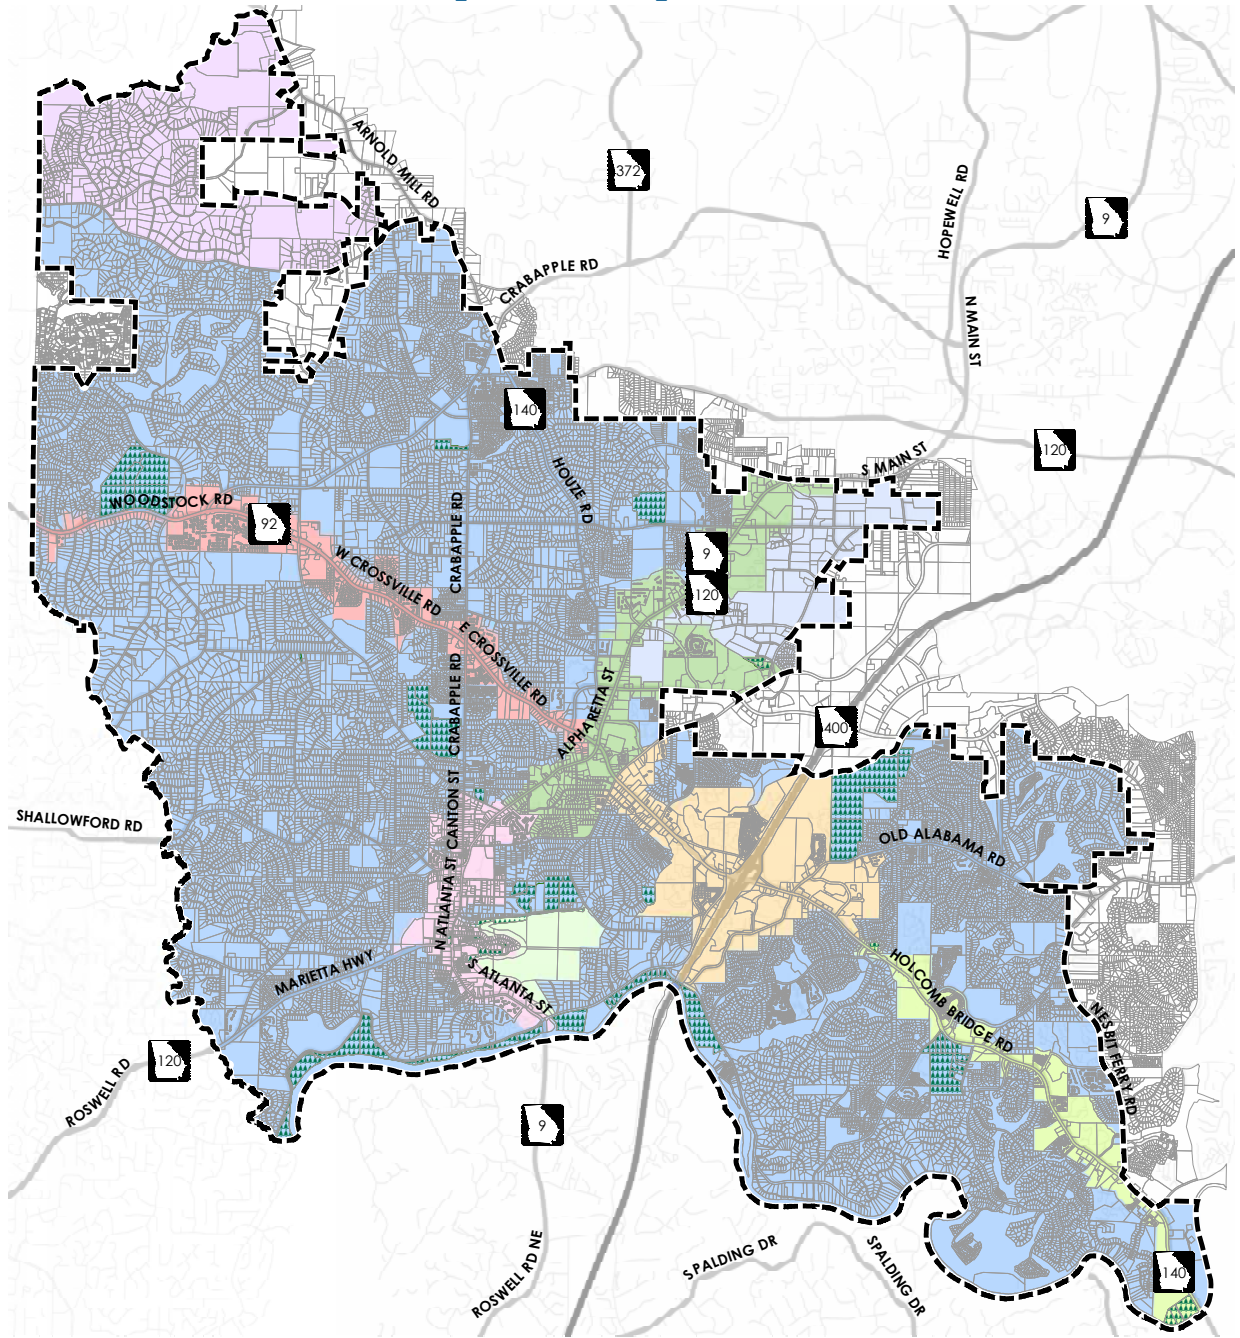 ARNOLD MILL RD
372
HOPEWELL RD
9
CRABAPPLE RD
N MAIN ST
140
120
S MAIN ST
HOUZE RD
WOODSTOCK RD
92
CRABAPPLE RD
9
120
W CROSSVILLE RD
E CROSSVILLE RD
CRABAPPLE RD
ALPHARETTA ST
400
CANTON ST
SHALLOWFORD RD
OLD ALABAMA RD
N ATLANTA ST
MARIETTA HWY
S ATLANTA ST
HOLCOMB BRIDGE RD
NESBIT FERRY RD
120
ROSWELL RD
9
ROSWELL RD NE
SPALDING DR
SPALDING DR
140